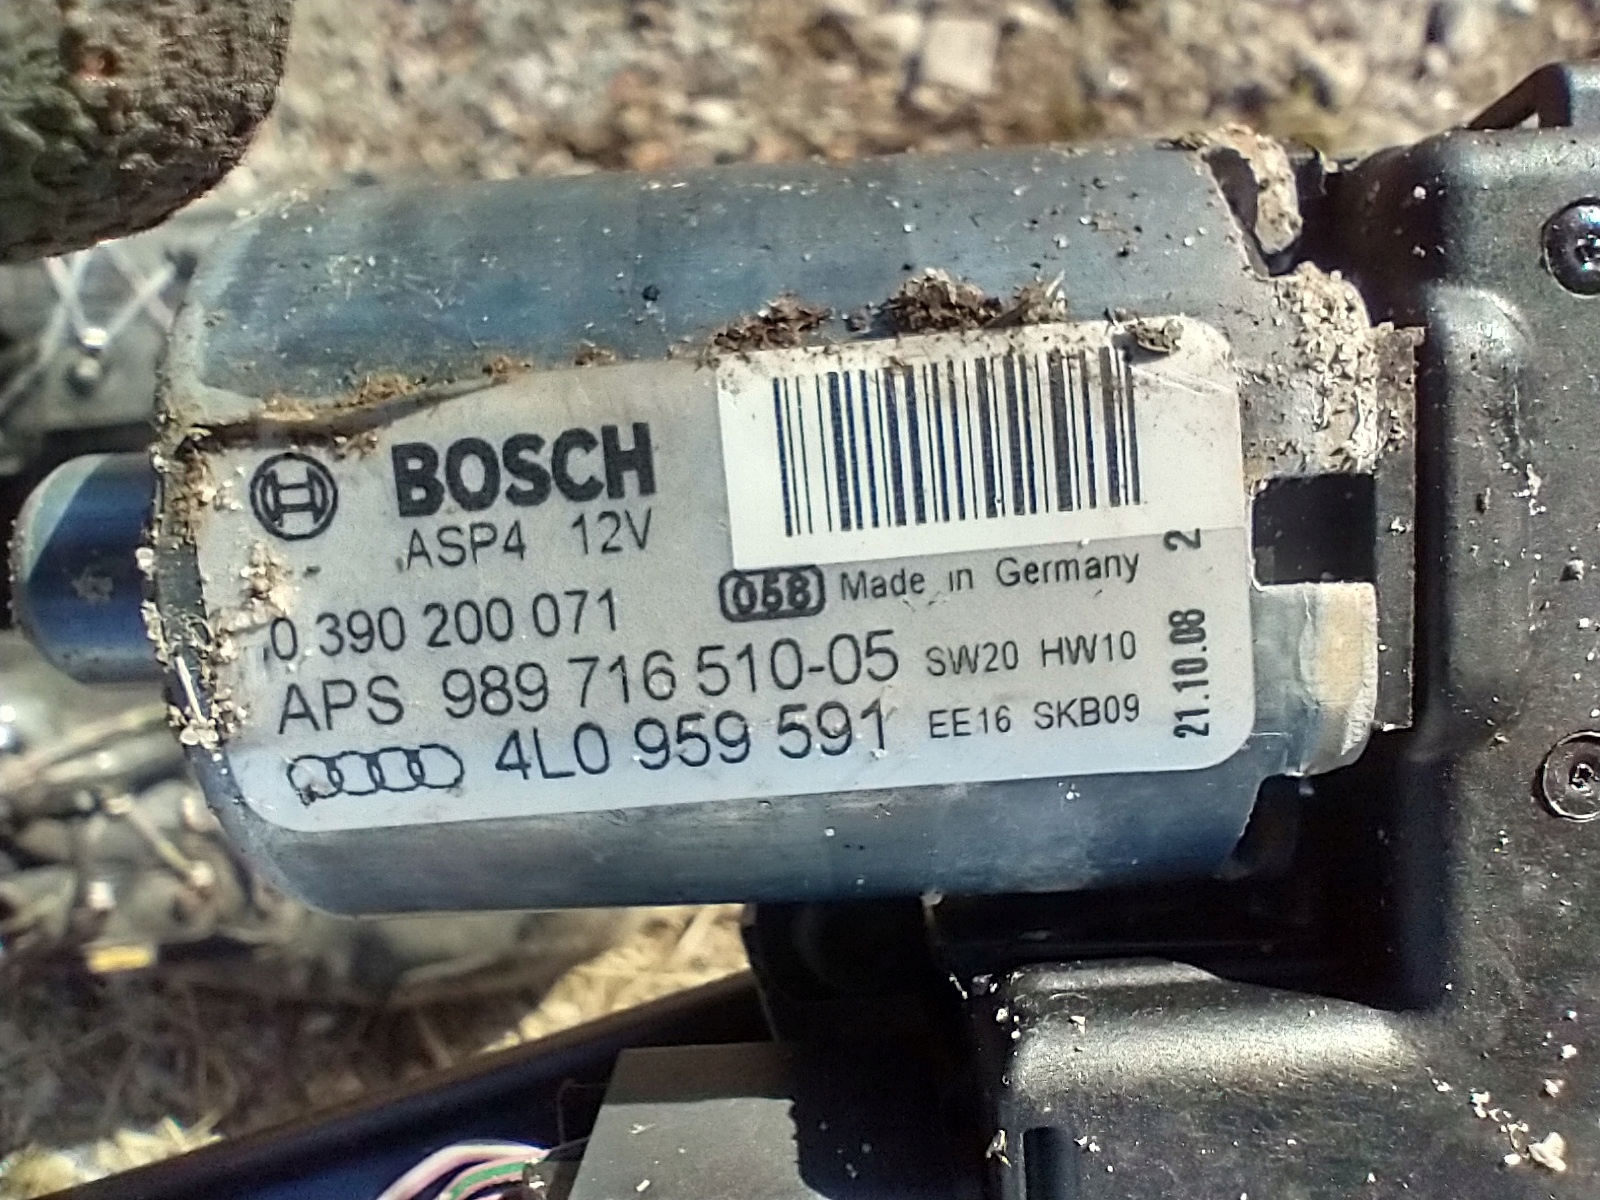 BOSCH
ASP4 12V
0 390 200 071
058 Made in Germany
APS 989 716 510-05 SW20 HW10
4L0 959 591 EE16 SKB09
21.10.08 2